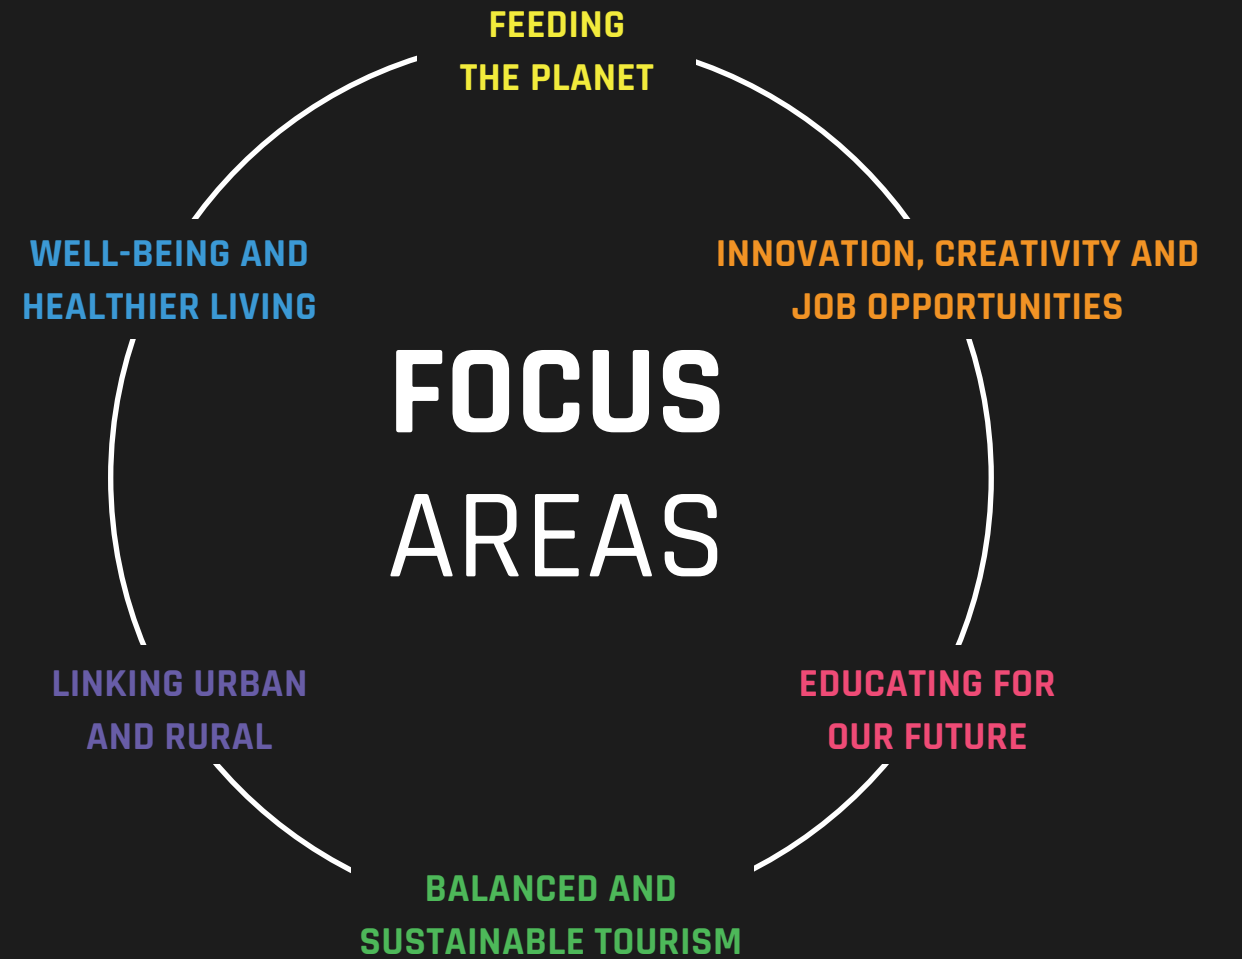 FEEDING
THE PLANET
WELL-BEING AND
HEALTHIER LIVING
INNOVATION, CREATIVITY AND
JOB OPPORTUNITIES
FOCUS
AREAS
LINKING URBAN
AND RURAL
EDUCATING FOR
OUR FUTURE
BALANCED AND
SUSTAINABLE TOURISM